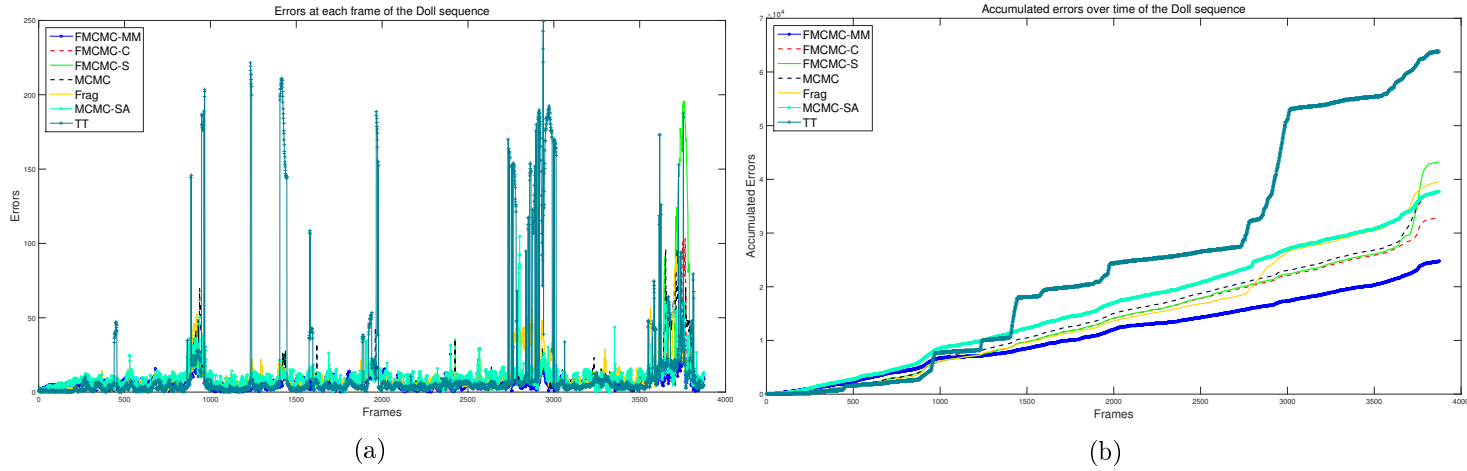 Errors at each frame of the Doll sequence
250
200
150
100
50
0
Errors
FMCMC-MM
FMCMC-C
FMCMC-S
MCMC
Frag
MCMC-SA
TT
0 500 1000 1500 2000 2500 3000 3500 4000
Frames
(a)
Accumulated errors over time of the Doll sequence
×10^4
7
6
5
4
3
2
1
0
Accumulated Errors
FMCMC-MM
FMCMC-C
FMCMC-S
MCMC
Frag
MCMC-SA
TT
0 500 1000 1500 2000 2500 3000 3500 4000
Frames
(b)